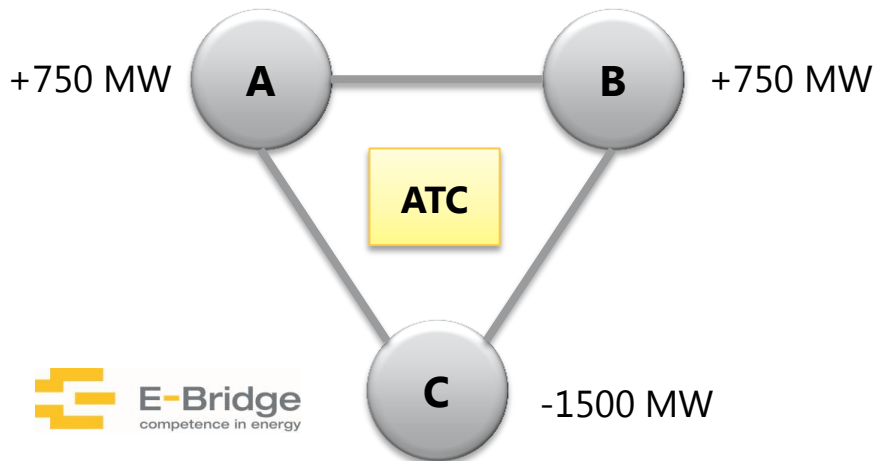 +750 MW
A
B
+750 MW
ATC
C
-1500 MW
E-Bridge
competence in energy